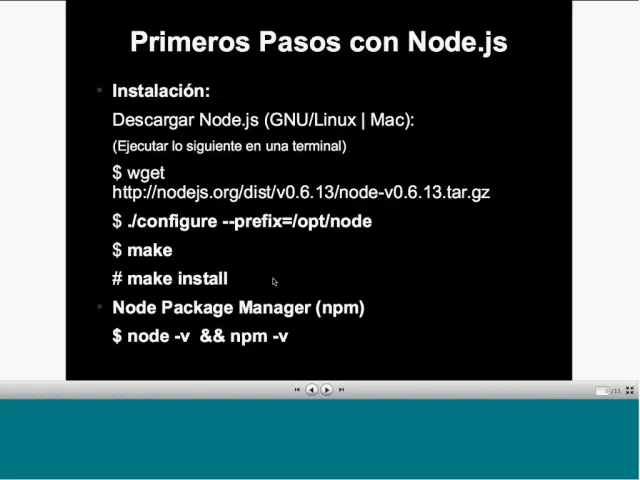 Primeros Pasos con Node.js
Instalación:
Descargar Node.js (GNU/Linux | Mac):
(Ejecutar lo siguiente en una terminal)
$ wget
http://nodejs.org/dist/v0.6.13/node-v0.6.13.tar.gz
$ ./configure --prefix=/opt/node
$ make
# make install
Node Package Manager (npm)
$ node -v && npm -v
/11